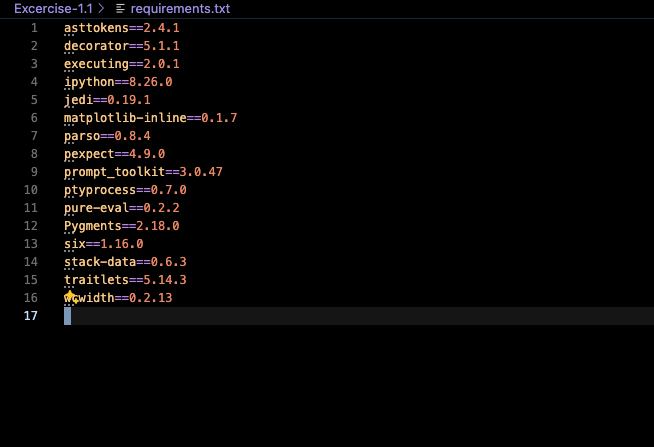 Excercise-1.1 > requirements.txt
1 asttokens==2.4.1
2 decorator==5.1.1
3 executing==2.0.1
4 ipython==8.26.0
5 jedi==0.19.1
6 matplotlib-inline==0.1.7
7 parso==0.8.4
8 pexpect==4.9.0
9 prompt_toolkit==3.0.47
10 ptyprocess==0.7.0
11 pure-eval==0.2.2
12 Pygments==2.18.0
13 six==1.16.0
14 stack-data==0.6.3
15 traitlets==5.14.3
16 wcwidth==0.2.13
17